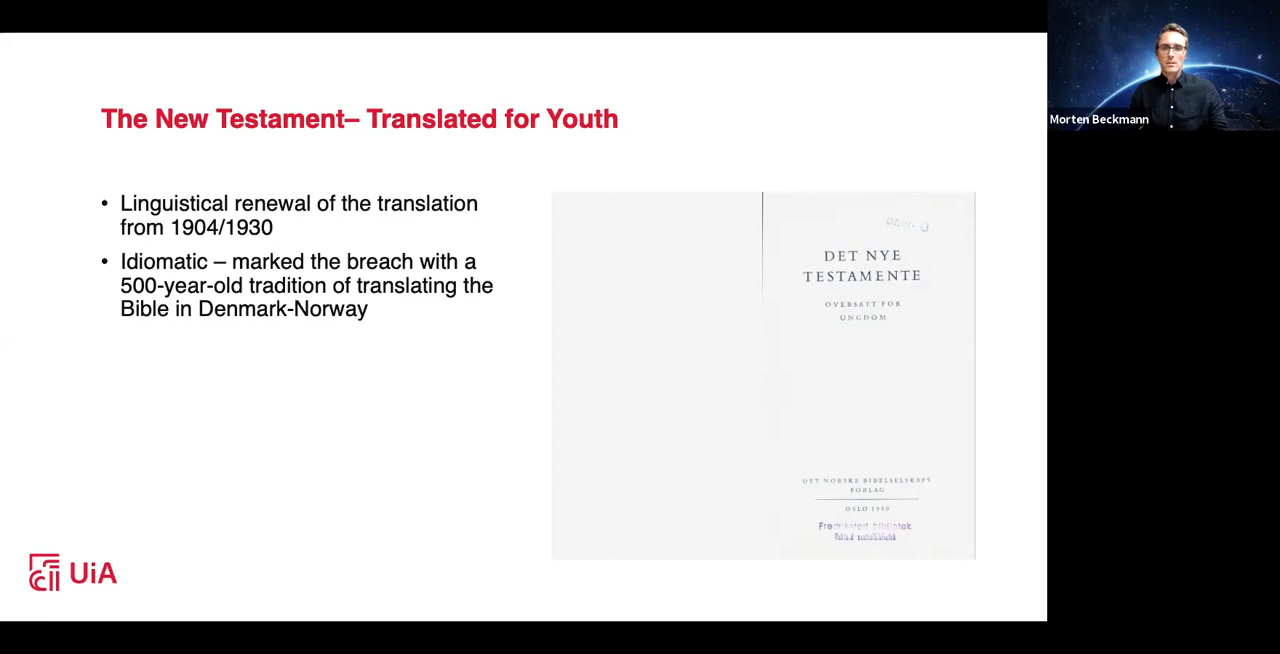 The New Testament– Translated for Youth
• Linguistical renewal of the translation
from 1904/1930
• Idiomatic – marked the breach with a
500-year-old tradition of translating the
Bible in Denmark-Norway
DET NYE
TESTAMENTE
OVERSATT FOR
UNGDOM
DET NORSKE BIBELSELSKAPS
FORLAG
OSLO 1959
Fredrikstad bibliotek
UiA
Morten Beckmann